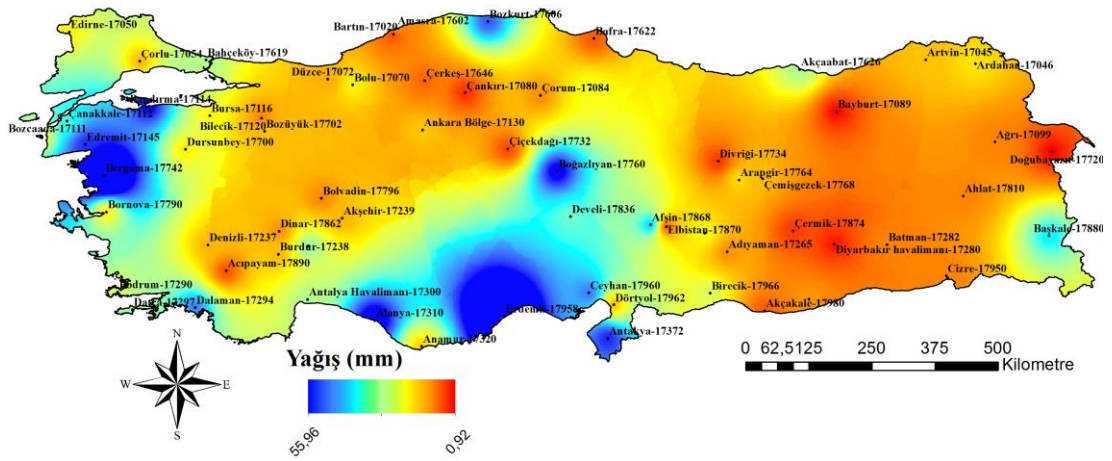 Edirne-17050
Çorlu-17054
Bahçeköy-17619
Bartın-17020
Amasra-17602
Bozkurt-17606
Bafra-17622
Akçaabat-17626
Artvin-17045
Ardahan-17046
Düzce-17072
Bolu-17070
Çerkeş-17646
Çankırı-17080
Çorum-17084
Bandırma-17114
Çanakkale-17112
Bozcaada-17111
Edremit-17145
Bursa-17116
Bilecik-17120
Bozüyük-17702
Dursunbey-17700
Ankara Bölge-17130
Çiçekdağı-17732
Bayburt-17089
Ağrı-17099
Doğubayazıt-17720
Bergama-17742
Boğazlıyan-17760
Divriği-17734
Arapgir-17764
Çemişgezek-17768
Ahlat-17810
Bornova-17790
Bolvadin-17796
Akşehir-17239
Develi-17836
Dinar-17862
Denizli-17237
Burdur-17238
Afşin-17868
Elbistan-17870
Çermik-17874
Başkale-17880
Acıpayam-17890
Adıyaman-17265
Batman-17282
Diyarbakır havalimanı-17280
Cizre-17950
Bodrum-17290
Datça-17297
Dalaman-17294
Antalya Havalimanı-17300
Alanya-17310
Anamur-17320
Erdemli-17958
Ceyhan-17960
Dörtyol-17962
Birecik-17966
Akçakale-17980
Antakya-17372
Yağış (mm)
55,96
0,92
N
W
E
S
0 62,5 125 250 375 500
Kilometre